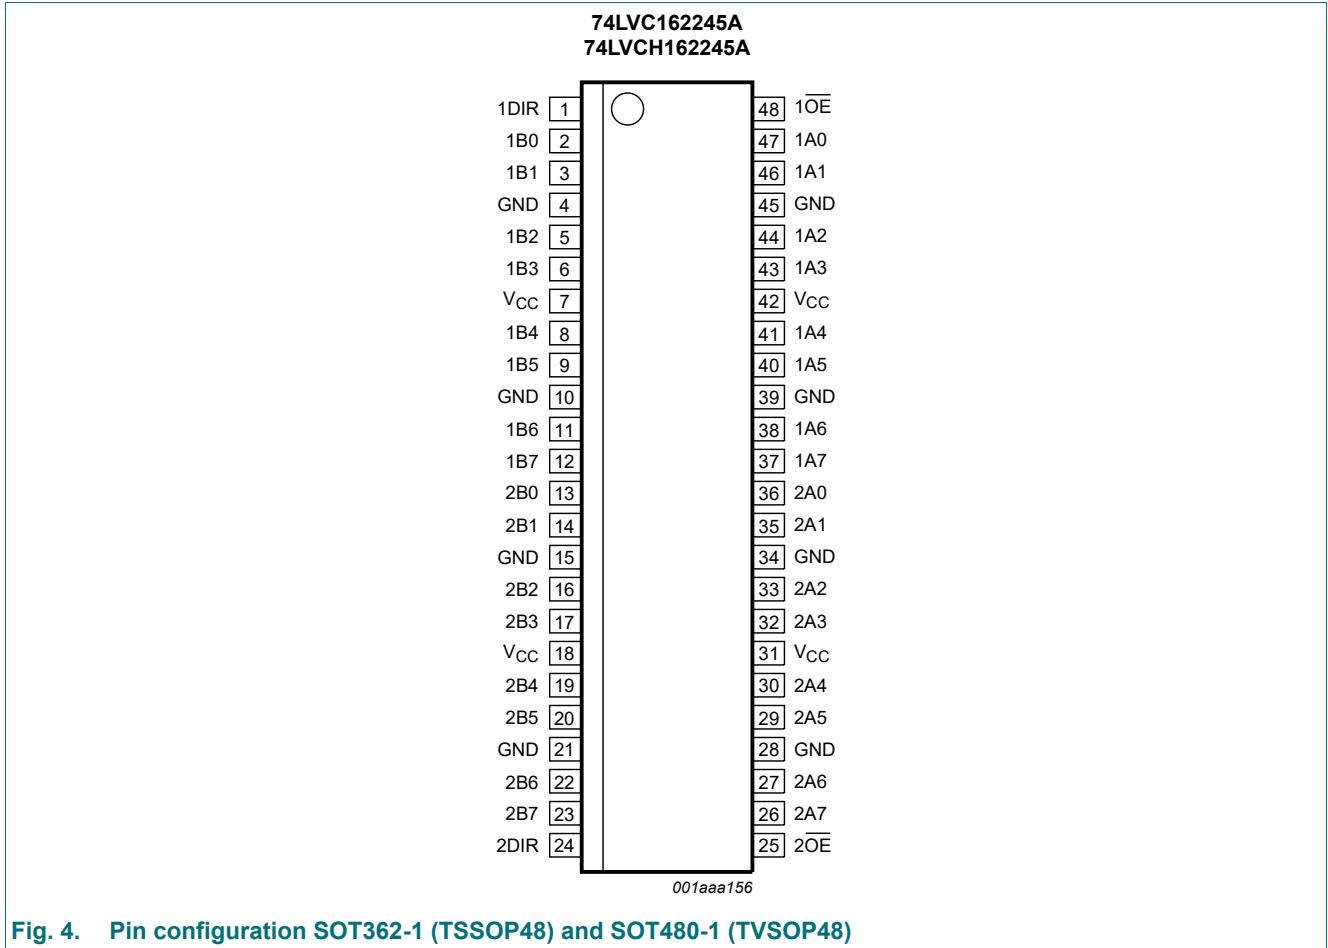 74LVC162245A
74LVCH162245A
1DIR 1 48 1O̅E̅
1B0 2 47 1A0
1B1 3 46 1A1
GND 4 45 GND
1B2 5 44 1A2
1B3 6 43 1A3
VCC 7 42 VCC
1B4 8 41 1A4
1B5 9 40 1A5
GND 10 39 GND
1B6 11 38 1A6
1B7 12 37 1A7
2B0 13 36 2A0
2B1 14 35 2A1
GND 15 34 GND
2B2 16 33 2A2
2B3 17 32 2A3
VCC 18 31 VCC
2B4 19 30 2A4
2B5 20 29 2A5
GND 21 28 GND
2B6 22 27 2A6
2B7 23 26 2A7
2DIR 24 25 2O̅E̅
001aaa156
Fig. 4. Pin configuration SOT362-1 (TSSOP48) and SOT480-1 (TVSOP48)